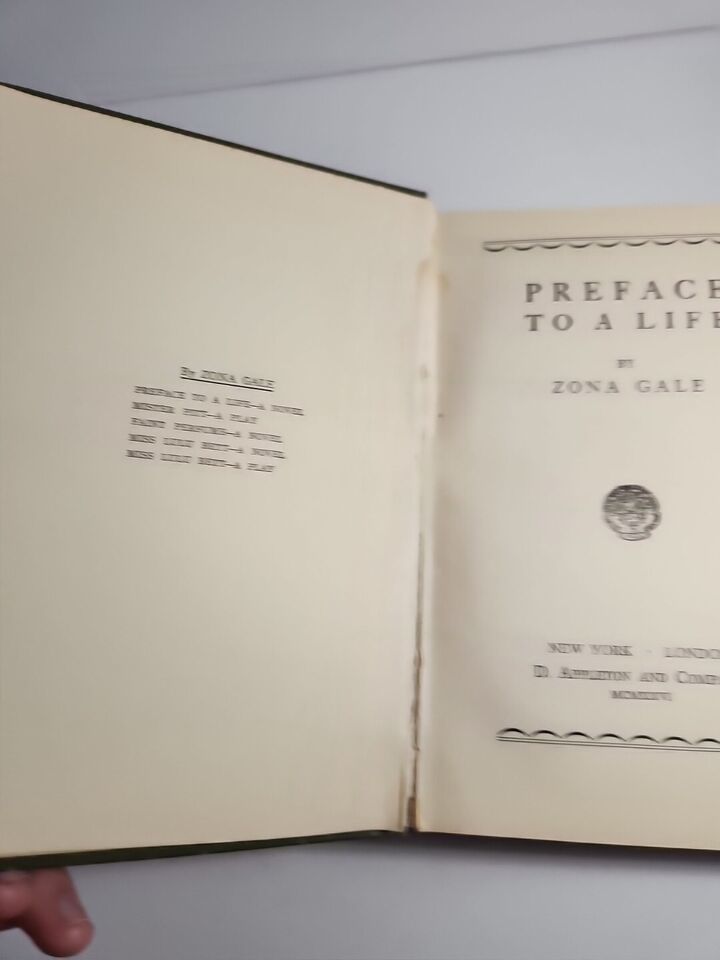 By ZONA GALE
PREFACE TO A LIFE—A NOVEL
MISTER PITT—A PLAY
FAINT PERFUME—A NOVEL
MISS LULU BETT—A NOVEL
MISS LULU BETT—A PLAY
PREFACE
TO A LIFE
BY
ZONA GALE
NEW YORK · LONDO
D. APPLETON AND COMP
MCMXXVI